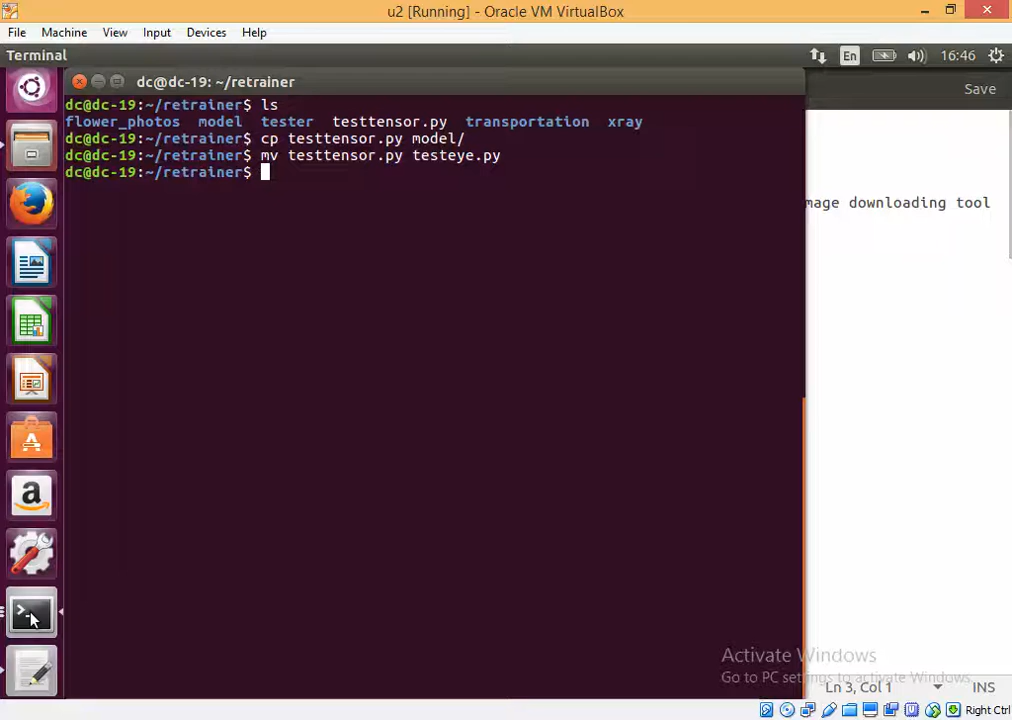 u2 [Running] - Oracle VM VirtualBox
File Machine View Input Devices Help
Terminal En 16:46
dc@dc-19: ~/retrainer
Save
dc@dc-19:~/retrainer$ ls
flower_photos model tester testtensor.py transportation xray
dc@dc-19:~/retrainer$ cp testtensor.py model/
dc@dc-19:~/retrainer$ mv testtensor.py testeye.py
dc@dc-19:~/retrainer$
mage downloading tool
Activate Windows
Go to PC settings to activate Windows.
Ln 3, Col 1 INS
Right Ctrl